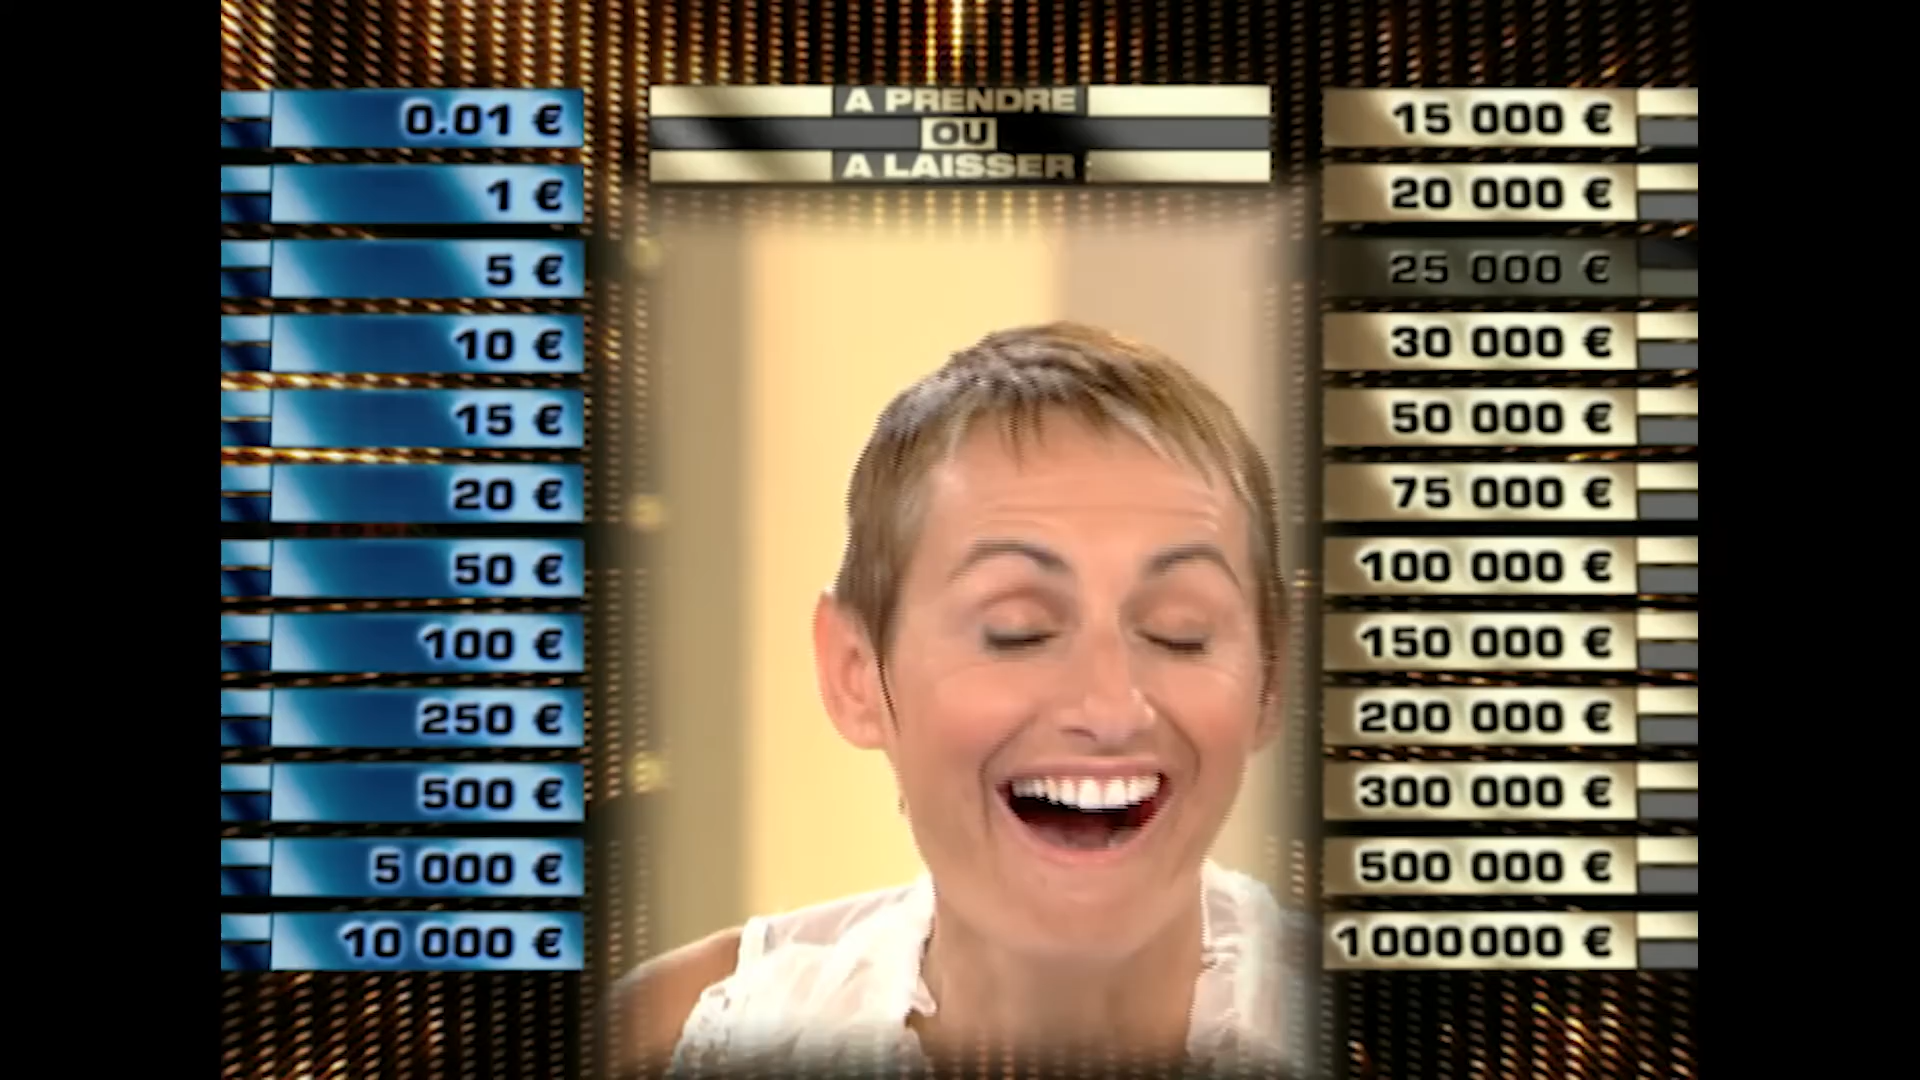 A PRENDRE
OU
A LAISSER
0.01 €
1 €
5 €
10 €
15 €
20 €
50 €
100 €
250 €
500 €
5 000 €
10 000 €
15 000 €
20 000 €
25 000 €
30 000 €
50 000 €
75 000 €
100 000 €
150 000 €
200 000 €
300 000 €
500 000 €
1000000 €